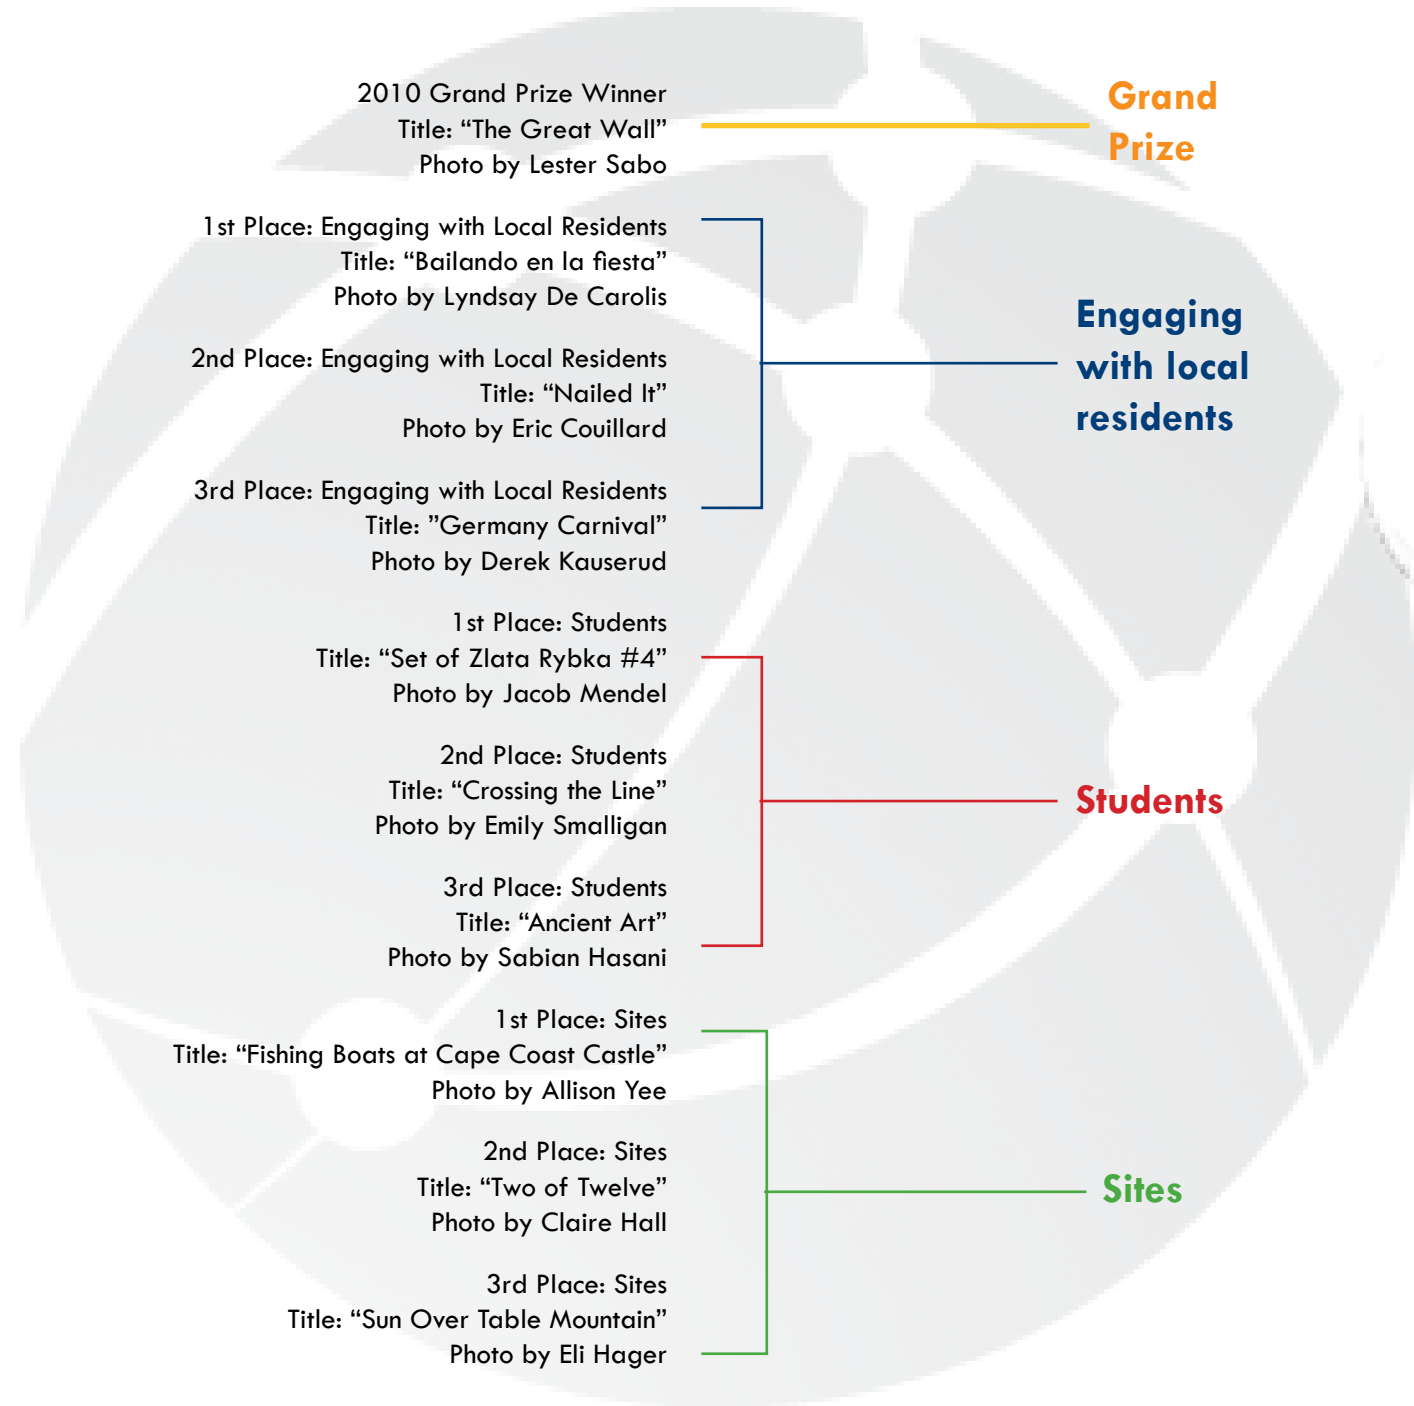 2010 Grand Prize Winner
Title: “The Great Wall”
Photo by Lester Sabo
Grand
Prize
1st Place: Engaging with Local Residents
Title: “Bailando en la fiesta”
Photo by Lyndsay De Carolis
2nd Place: Engaging with Local Residents
Title: “Nailed It”
Photo by Eric Couillard
3rd Place: Engaging with Local Residents
Title: ”Germany Carnival”
Photo by Derek Kauserud
Engaging
with local
residents
1st Place: Students
Title: “Set of Zlata Rybka #4”
Photo by Jacob Mendel
2nd Place: Students
Title: “Crossing the Line”
Photo by Emily Smalligan
3rd Place: Students
Title: “Ancient Art”
Photo by Sabian Hasani
Students
1st Place: Sites
Title: “Fishing Boats at Cape Coast Castle”
Photo by Allison Yee
2nd Place: Sites
Title: “Two of Twelve”
Photo by Claire Hall
3rd Place: Sites
Title: “Sun Over Table Mountain”
Photo by Eli Hager
Sites